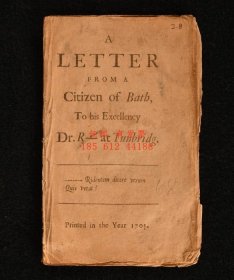 A
LETTER
FROM A
Citizen of Bath,
To his Excellency
Dr. R— at Tunbridg.
185 612 44188
Ridentem dicere verum
Quis vetat?
Printed in the Year 1705.